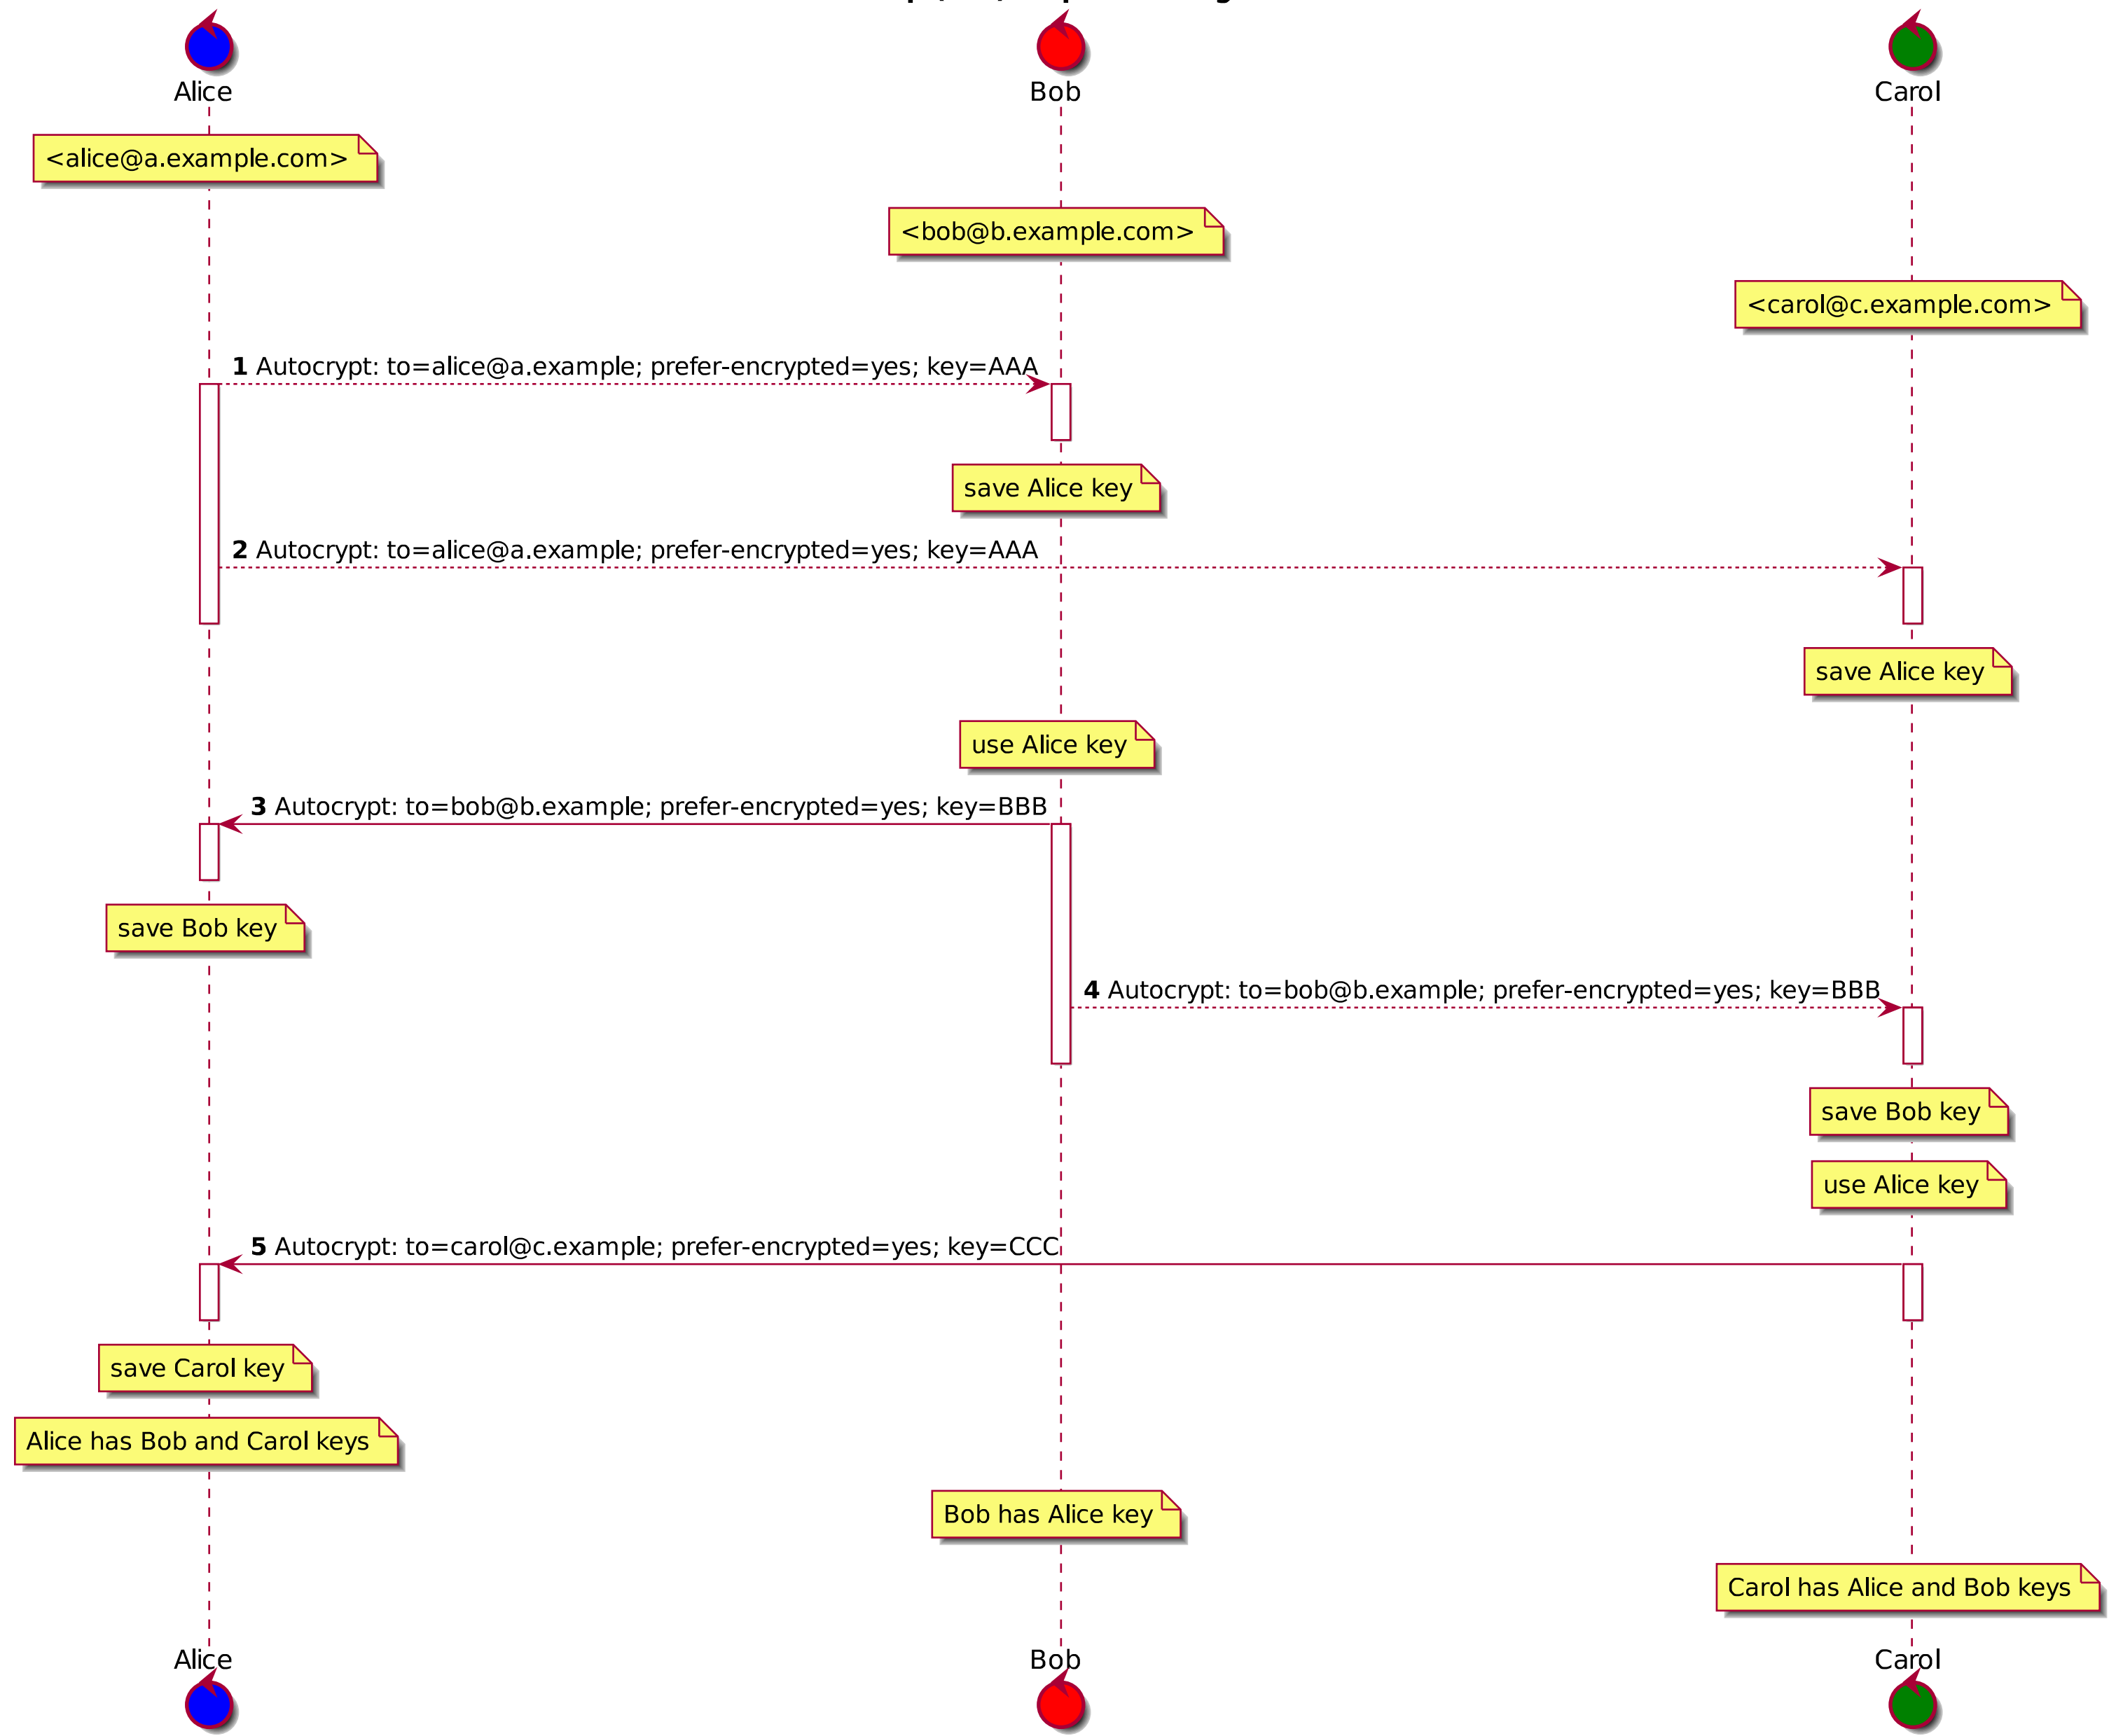 Alice
Bob
Carol
<alice@a.example.com>
<bob@b.example.com>
<carol@c.example.com>
1 Autocrypt: to=alice@a.example; prefer-encrypted=yes; key=AAA
save Alice key
2 Autocrypt: to=alice@a.example; prefer-encrypted=yes; key=AAA
save Alice key
use Alice key
3 Autocrypt: to=bob@b.example; prefer-encrypted=yes; key=BBB
save Bob key
4 Autocrypt: to=bob@b.example; prefer-encrypted=yes; key=BBB
save Bob key
use Alice key
5 Autocrypt: to=carol@c.example; prefer-encrypted=yes; key=CCC
save Carol key
Alice has Bob and Carol keys
Bob has Alice key
Carol has Alice and Bob keys
Alice
Bob
Carol